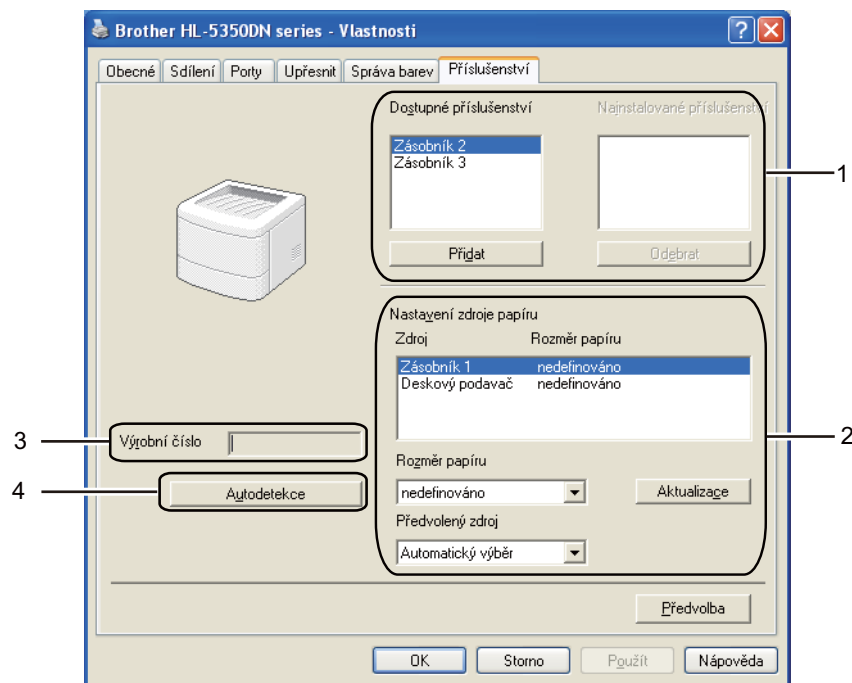 Brother HL-5350DN series - Vlastnosti
Obecné Sdílení Porty Upřesnit Správa barev Příslušenství
Dostupné příslušenství Najnstalované příslušenství
Zásobník 2
Zásobník 3
1
Přidat Odebrat
Nastavení zdroje papíru
Zdroj Rozměr papíru
Zásobník 1 nedefinováno
Deskový podavač nedefinováno
2
3 Výrobní číslo
Rozměr papíru
4 Autodetekce
nedefinováno Aktualizace
Předvolený zdroj
Automatický výběr
Předvolba
OK Storno Použít Nápověda